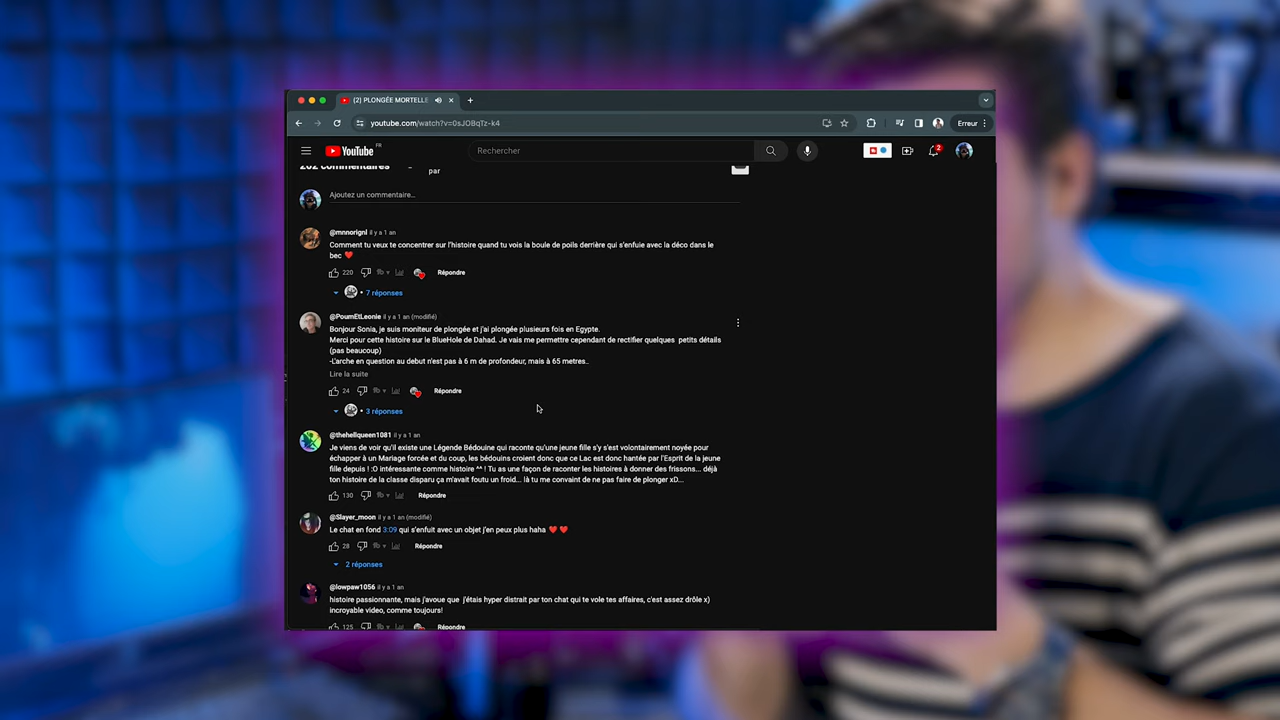 (2) PLONGÉE MORTELLE
youtube.com/watch?v=0sJOBqTz-k4
Erreur
YouTube FR
Rechercher
2
202 commentaires
par
Ajoutez un commentaire...
@mnnorignl il y a 1 an
Comment tu veux te concentrer sur l'histoire quand tu vois la boule de poils derrière qui s'enfuie avec la déco dans le
bec ❤️
220 Répondre
• 7 réponses
@PoumEtLeonie il y a 1 an (modifié)
Bonjour Sonia, je suis moniteur de plongée et j'ai plongée plusieurs fois en Egypte.
Merci pour cette histoire sur le BlueHole de Dahad. Je vais me permettre cependant de rectifier quelques petits détails
(pas beaucoup)
-L'arche en question au debut n'est pas à 6 m de profondeur, mais à 65 metres..
Lire la suite
24 Répondre
• 3 réponses
@thehellqueen1081 il y a 1 an
Je viens de voir qu'il existe une Légende Bédouine qui raconte qu'une jeune fille s'y s'est volontairement noyée pour
échapper à un Mariage forcée et du coup, les bédouins croient donc que ce Lac est donc hantée par l'Esprit de la jeune
fille depuis ! :O intéressante comme histoire ^^ ! Tu as une façon de raconter les histoires à donner des frissons... déjà
ton histoire de la classe disparu ça m'avait foutu un froid... là tu me convaint de ne pas faire de plonger xD...
130 Répondre
@Slayer_moon il y a 1 an (modifié)
Le chat en fond 3:09 qui s'enfuit avec un objet j'en peux plus haha ❤️ ❤️
28 Répondre
2 réponses
@lowpaw1056 il y a 1 an
histoire passionnante, mais j'avoue que j'étais hyper distrait par ton chat qui te vole tes affaires, c'est assez drôle x)
incroyable video, comme toujours!
125 Répondre